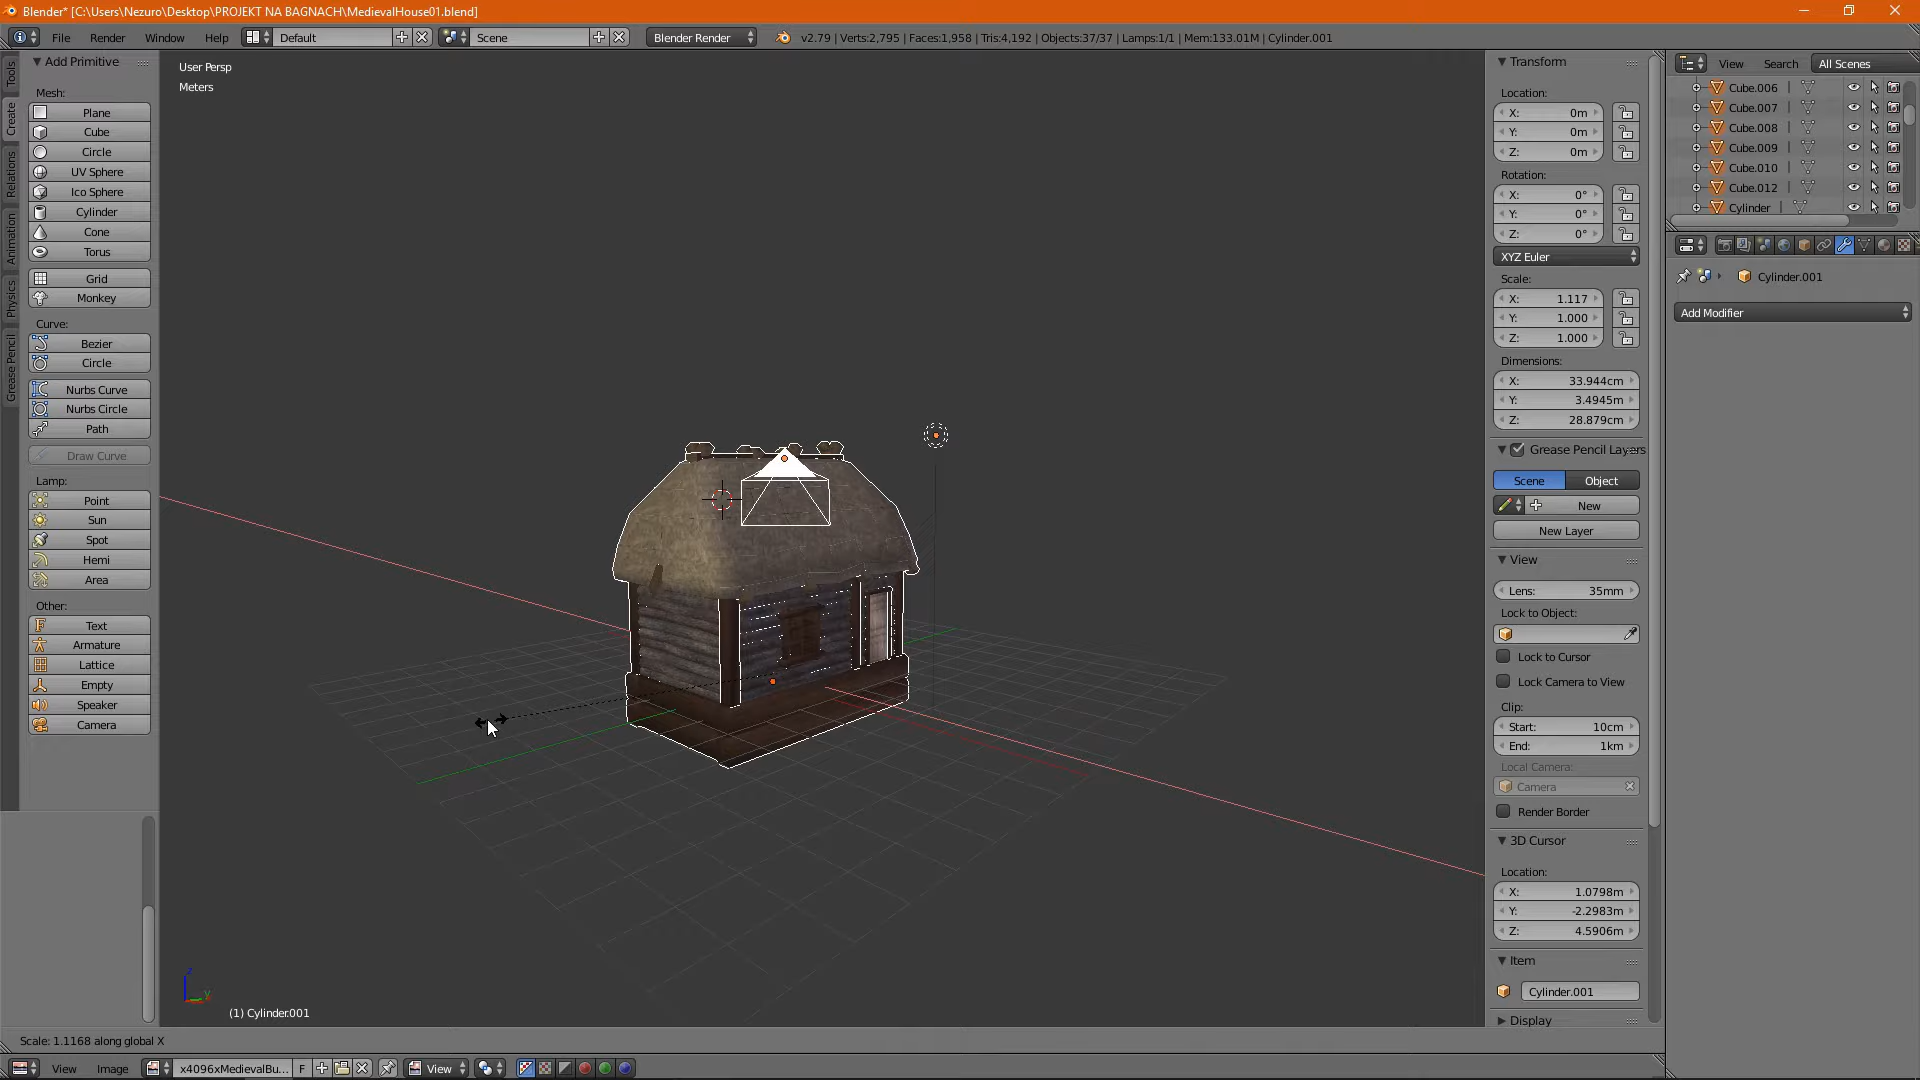 Blender* [C:\Users\Nezuro\Desktop\PROJEKT NA BAGNACH\MedievalHouse01.blend]
File Render Window Help Default Scene Blender Render v2.79 | Verts:2,795 | Faces:1,958 | Tris:4,192 | Objects:37/37 | Lamps:1/1 | Mem:133.01M | Cylinder.001
Tools
Create
Relations
Animation
Physics
Grease Pencil
Add Primitive
Mesh:
Plane
Cube
Circle
UV Sphere
Ico Sphere
Cylinder
Cone
Torus
Grid
Monkey
Curve:
Bezier
Circle
Nurbs Curve
Nurbs Circle
Path
Draw Curve
Lamp:
Point
Sun
Spot
Hemi
Area
Other:
Text
Armature
Lattice
Empty
Speaker
Camera
User Persp
Meters
z
y
(1) Cylinder.001
Transform
Location:
X: 0m
Y: 0m
Z: 0m
Rotation:
X: 0°
Y: 0°
Z: 0°
XYZ Euler
Scale:
X: 1.117
Y: 1.000
Z: 1.000
Dimensions:
X: 33.944cm
Y: 3.4945m
Z: 28.879cm
Grease Pencil Layers
Scene Object
New
New Layer
View
Lens: 35mm
Lock to Object:
Lock to Cursor
Lock Camera to View
Clip:
Start: 10cm
End: 1km
Local Camera:
Camera
Render Border
3D Cursor
Location:
X: 1.0798m
Y: -2.2983m
Z: 4.5906m
Item
Cylinder.001
Display
View Search All Scenes
Cube.006
Cube.007
Cube.008
Cube.009
Cube.010
Cube.012
Cylinder
Cylinder.001
Add Modifier
Scale: 1.1168 along global X
View Image x4096xMedievalBu... F View